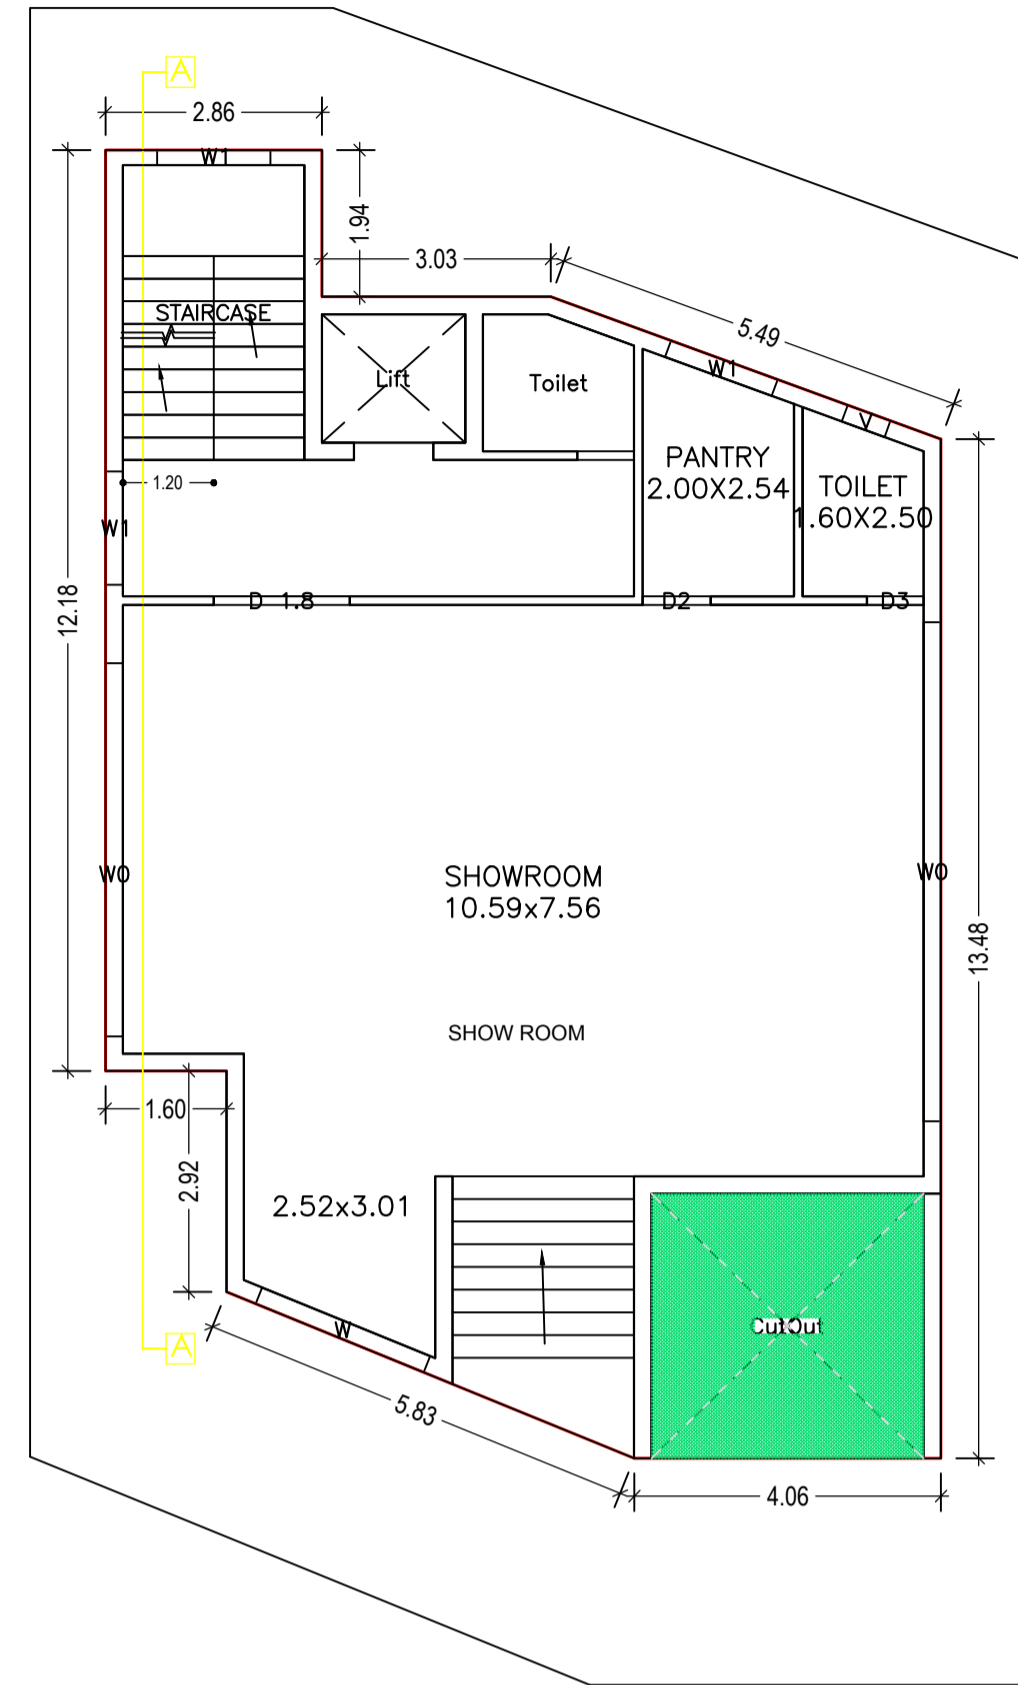 A
2.86
W1
1.94
3.03
STAIRCASE
5.49
Lift
Toilet
W1
V
PANTRY
2.00X2.54
TOILET
1.60X2.50
1.20
W1
12.18
D 1.8
D2
D3
W0
SHOWROOM
10.59x7.56
W0
13.48
SHOW ROOM
1.60
2.92
2.52x3.01
W
CutOut
A
5.83
4.06